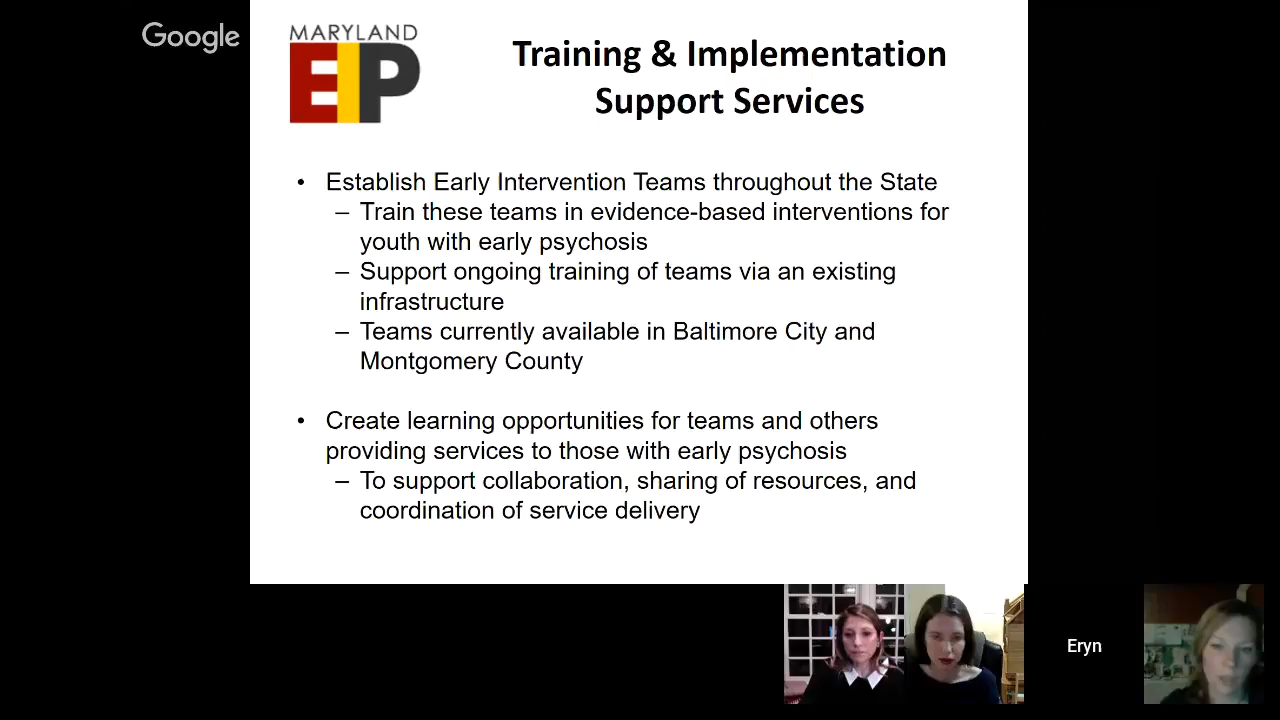 Google
MARYLAND
EIP
Training & Implementation
Support Services
• Establish Early Intervention Teams throughout the State
– Train these teams in evidence-based interventions for
youth with early psychosis
– Support ongoing training of teams via an existing
infrastructure
– Teams currently available in Baltimore City and
Montgomery County
• Create learning opportunities for teams and others
providing services to those with early psychosis
– To support collaboration, sharing of resources, and
coordination of service delivery
Eryn